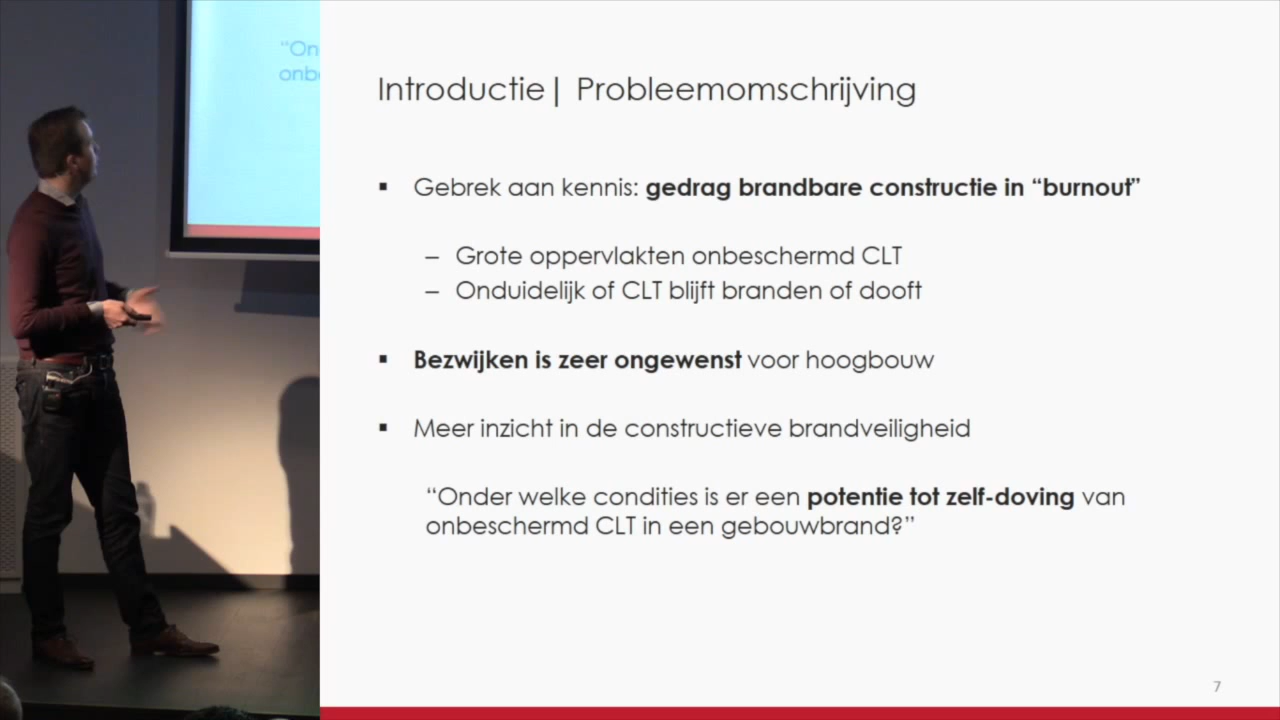 “On
onbe
Introductie| Probleemomschrijving
▪ Gebrek aan kennis: gedrag brandbare constructie in “burnout”
– Grote oppervlakten onbeschermd CLT
– Onduidelijk of CLT blijft branden of dooft
▪ Bezwijken is zeer ongewenst voor hoogbouw
▪ Meer inzicht in de constructieve brandveiligheid
“Onder welke condities is er een potentie tot zelf-doving van
onbeschermd CLT in een gebouwbrand?”
7